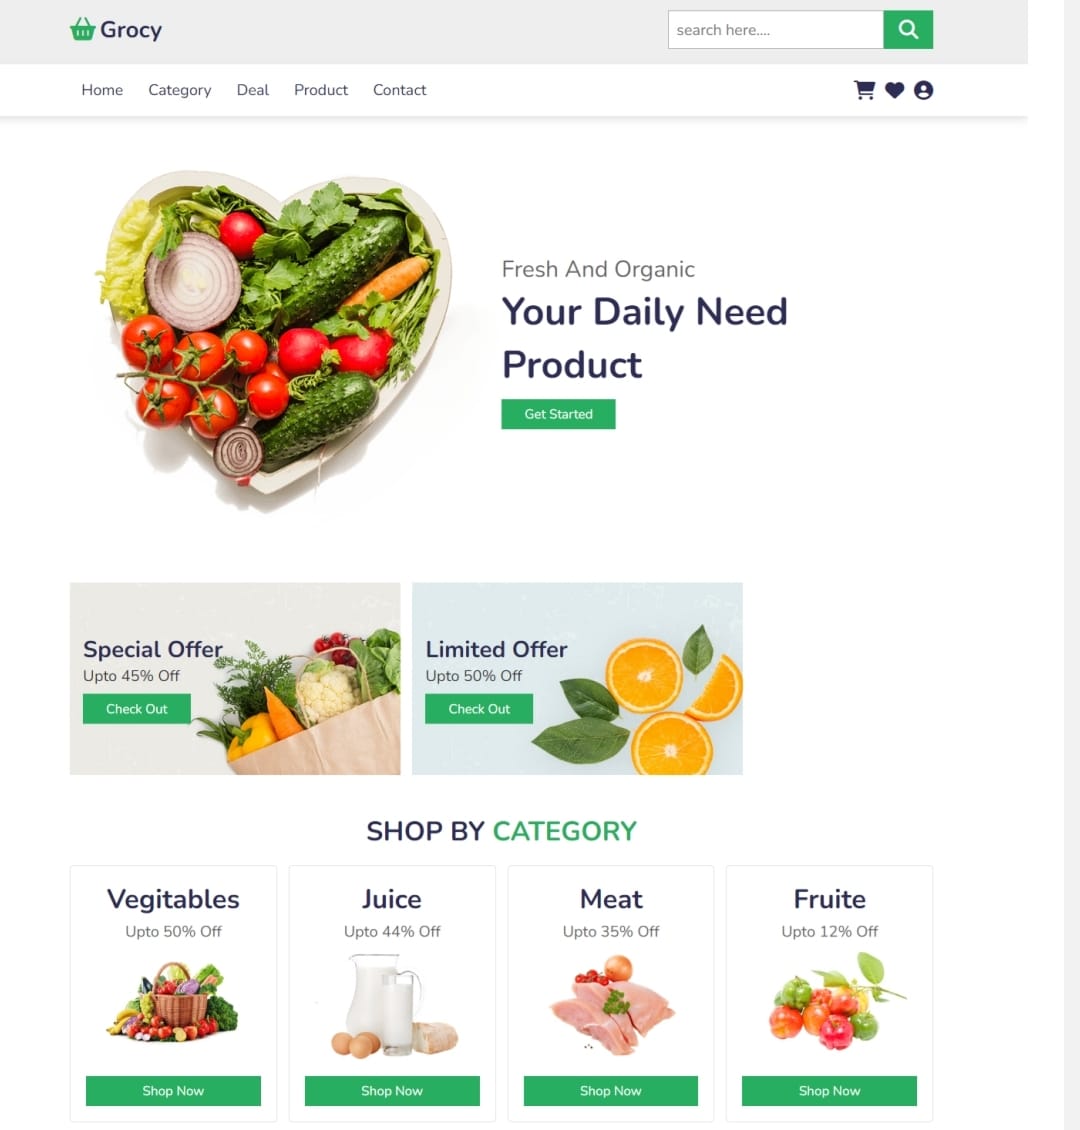 Grocy
search here....
Home Category Deal Product Contact
Fresh And Organic
Your Daily Need
Product
Get Started
Special Offer
Upto 45% Off
Check Out
Limited Offer
Upto 50% Off
Check Out
SHOP BY CATEGORY
Vegitables
Upto 50% Off
Shop Now
Juice
Upto 44% Off
Shop Now
Meat
Upto 35% Off
Shop Now
Fruite
Upto 12% Off
Shop Now